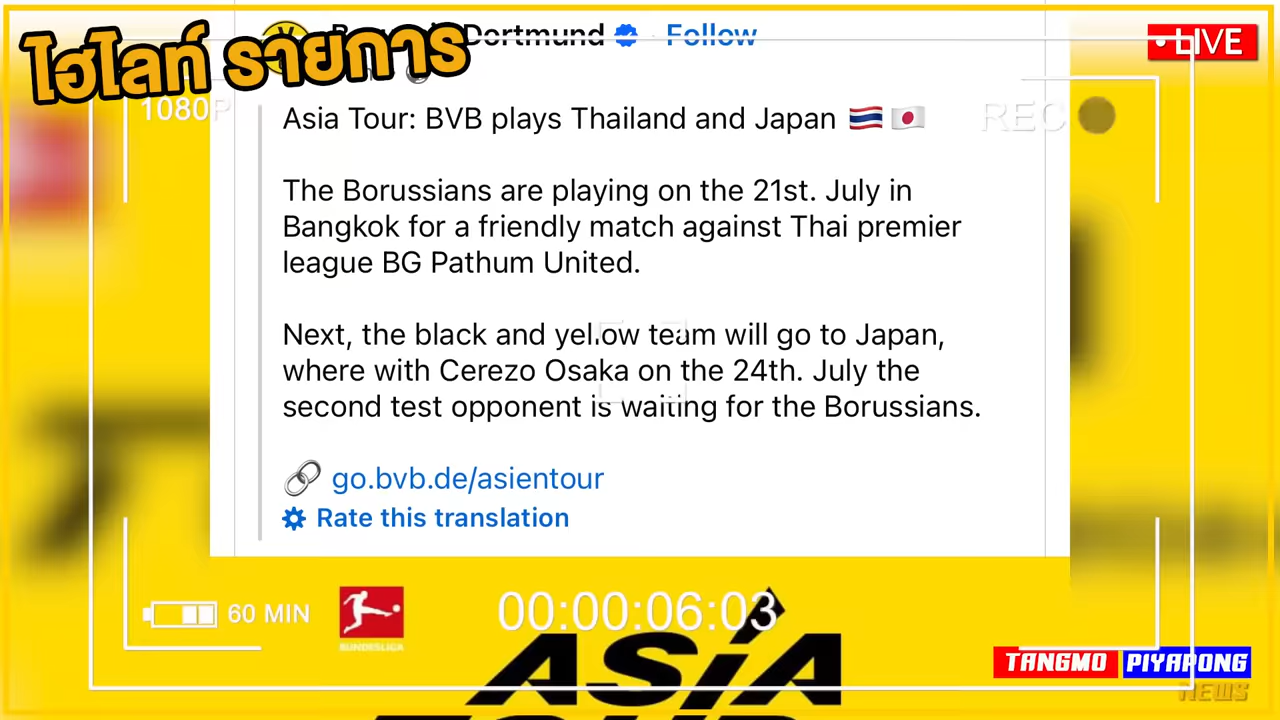 ไฮไลท์ รายการ
Dortmund
Follow
LIVE
1080P
REC
Asia Tour: BVB plays Thailand and Japan 🇹🇭 🇯🇵
The Borussians are playing on the 21st. July in
Bangkok for a friendly match against Thai premier
league BG Pathum United.
Next, the black and yellow team will go to Japan,
where with Cerezo Osaka on the 24th. July the
second test opponent is waiting for the Borussians.
go.bvb.de/asientour
Rate this translation
60 MIN
BUNDESLIGA
00:00:06:03
ASiA
TOUR
TANGMO PIYAPONG
NEWS